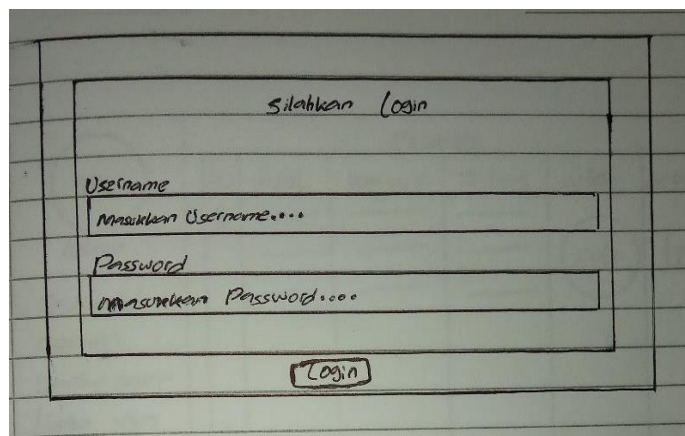 Silahkan Login
Username
Masukkan Username....
Password
Masukkan Password....
Login